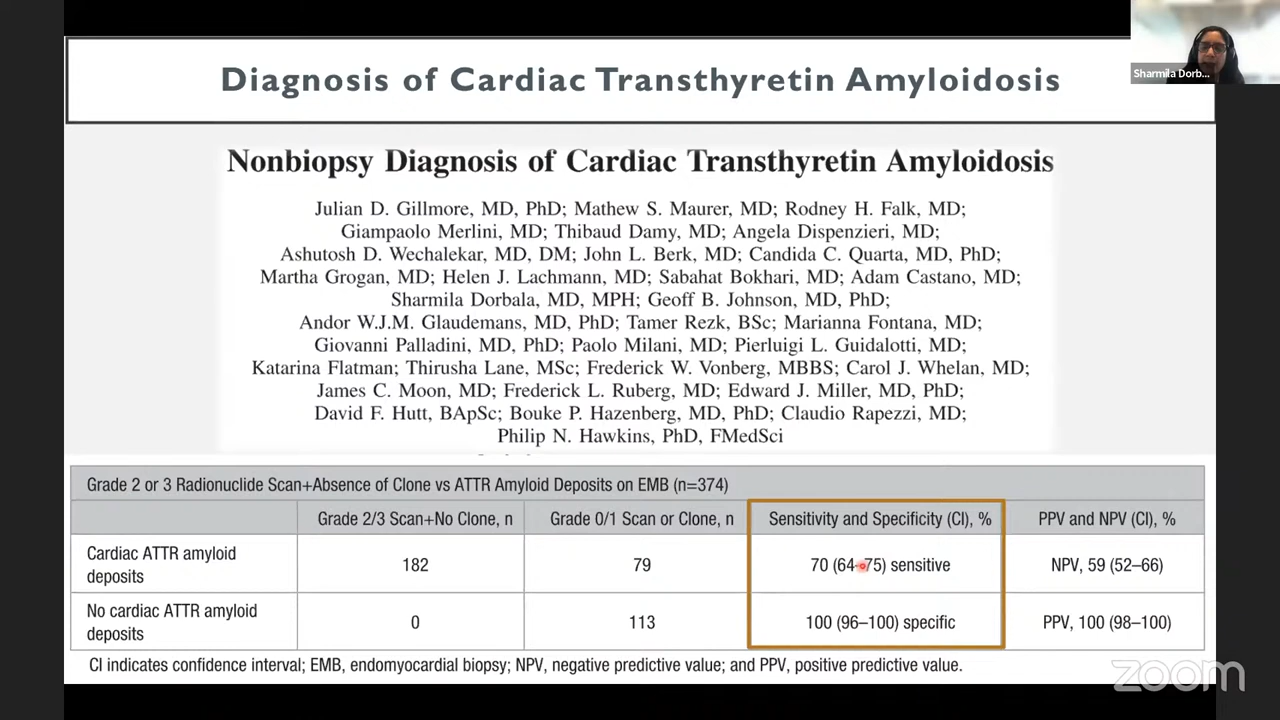 Sharmila Dorb...
Diagnosis of Cardiac Transthyretin Amyloidosis
Nonbiopsy Diagnosis of Cardiac Transthyretin Amyloidosis
Julian D. Gillmore, MD, PhD; Mathew S. Maurer, MD; Rodney H. Falk, MD;
Giampaolo Merlini, MD; Thibaud Damy, MD; Angela Dispenzieri, MD;
Ashutosh D. Wechalekar, MD, DM; John L. Berk, MD; Candida C. Quarta, MD, PhD;
Martha Grogan, MD; Helen J. Lachmann, MD; Sabahat Bokhari, MD; Adam Castano, MD;
Sharmila Dorbala, MD, MPH; Geoff B. Johnson, MD, PhD;
Andor W.J.M. Glaudemans, MD, PhD; Tamer Rezk, BSc; Marianna Fontana, MD;
Giovanni Palladini, MD, PhD; Paolo Milani, MD; Pierluigi L. Guidalotti, MD;
Katarina Flatman; Thirusha Lane, MSc; Frederick W. Vonberg, MBBS; Carol J. Whelan, MD;
James C. Moon, MD; Frederick L. Ruberg, MD; Edward J. Miller, MD, PhD;
David F. Hutt, BApSc; Bouke P. Hazenberg, MD, PhD; Claudio Rapezzi, MD;
Philip N. Hawkins, PhD, FMedSci
Grade 2 or 3 Radionuclide Scan+Absence of Clone vs ATTR Amyloid Deposits on EMB (n=374)
Grade 2/3 Scan+No Clone, n Grade 0/1 Scan or Clone, n Sensitivity and Specificity (CI), % PPV and NPV (CI), %
Cardiac ATTR amyloid
deposits 182 79 70 (64–75) sensitive NPV, 59 (52–66)
No cardiac ATTR amyloid
deposits 0 113 100 (96–100) specific PPV, 100 (98–100)
CI indicates confidence interval; EMB, endomyocardial biopsy; NPV, negative predictive value; and PPV, positive predictive value.
zoom